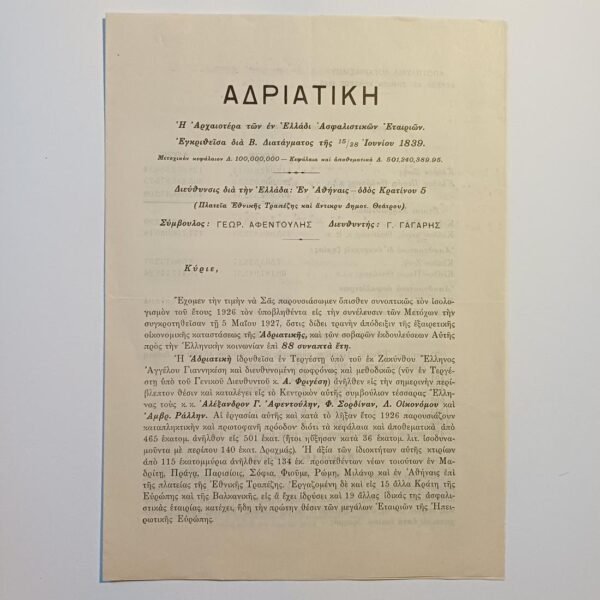 ΑΔΡΙΑΤΙΚΗ
Ἡ Ἀρχαιοτέρα τῶν ἐν Ἑλλάδι Ἀσφαλιστικῶν Ἑταιριῶν.
Ἐγκριθεῖσα διὰ Β. Διατάγματος τῆς 15/28 Ἰουνίου 1839.
Μετοχικὸν κεφάλαιον Λ. 100,000,000 — Κεφάλαια καὶ ἀποθεματικὰ Λ. 501,240,389.95.
Διεύθυνσις διὰ τὴν Ἑλλάδα: Ἐν Ἀθήναις—ὁδὸς Κρατίνου 5
(Πλατεῖα Ἐθνικῆς Τραπέζης καὶ ἄντικρυ Δημοτ. Θεάτρου).
Σύμβουλος: ΓΕΩΡ. ΑΦΕΝΤΟΥΛΗΣ Διευθυντής: Γ. ΓΑΓΑΡΗΣ
Κύριε,
Ἔχομεν τὴν τιμὴν νὰ Σᾶς παρουσιάσωμεν ὄπισθεν συνοπτικῶς τὸν ἰσολο-
γισμὸν τοῦ ἔτους 1926 τὸν ὑποβληθέντα εἰς τὴν συνέλευσιν τῶν Μετόχων τὴν
συγκροτηθεῖσαν τῇ 5 Μαΐου 1927, ὅστις δίδει τρανὴν ἀπόδειξιν τῆς ἐξαιρετικῆς
οἰκονομικῆς καταστάσεως τῆς Ἀδριατικῆς, καὶ τῶν σοβαρῶν ἐκδουλεύσεων Αὐτῆς
πρὸς τὴν Ἑλληνικὴν κοινωνίαν ἐπὶ 88 συναπτὰ ἔτη.
Ἡ Ἀδριατικὴ ἱδρυθεῖσα ἐν Τεργέστῃ ὑπὸ τοῦ ἐκ Ζακύνθου Ἕλληνος
Ἀγγέλου Γιαννηκέση καὶ διευθυνομένη σωφρόνως καὶ μεθοδικῶς (νῦν ἐν Τεργέ-
στῃ ὑπὸ τοῦ Γενικοῦ Διευθυντοῦ κ. Α. Φριγέση) ἀνῆλθεν εἰς τὴν σημερινὴν περί-
βλεπτον θέσιν καὶ καταλέγει εἰς τὸ Κεντρικὸν αὐτῆς συμβούλιον τέσσαρας Ἕλλη-
νας τοὺς κ. κ. Ἀλέξανδρον Γ. Ἀφεντούλην, Φ. Σορδίναν, Δ. Οἰκονόμου καὶ
Ἀμβρ. Ράλλην. Αἱ ἐργασίαι αὐτῆς καὶ κατὰ τὸ λῆξαν ἔτος 1926 παρουσιάζουν
καταπληκτικὴν καὶ πρωτοφανῆ πρόοδον· διότι τὰ κεφάλαια καὶ ἀποθεματικὰ ἀπὸ
465 ἑκατομ. ἀνῆλθον εἰς 501 ἑκατ. (ἤτοι ηὔξησαν κατὰ 36 ἑκατομ. λιτ. ἰσοδυνα-
μοῦντα μὲ περίπου 140 ἑκατ. Δραχμάς). Ἡ ἀξία τῶν ἰδιοκτήτων αὐτῆς κτιρίων
ἀπὸ 115 ἑκατομμύρια ἀνῆλθεν εἰς 134 ἑκ. προστεθέντων νέων τοιούτων ἐν Μα-
δρίτῃ, Πράγᾳ, Παρισίοις, Σόφια, Φιοῦμε, Ρώμῃ, Μιλάνῳ καὶ ἐν Ἀθήναις ἐπὶ
τῆς πλατείας τῆς Ἐθνικῆς Τραπέζης. Ἐργαζομένη δὲ καὶ εἰς 15 ἄλλα Κράτη τῆς
Εὐρώπης καὶ τῆς Βαλκανικῆς, εἰς ἃ ἔχει ἱδρύσει καὶ 19 ἄλλας ἰδικάς της ἀσφαλι-
στικὰς ἑταιρίας, κατέχει, ἤδη τὴν πρώτην θέσιν τῶν μεγάλων Ἑταιριῶν τῆς Ἠπει-
ρωτικῆς Εὐρώπης.